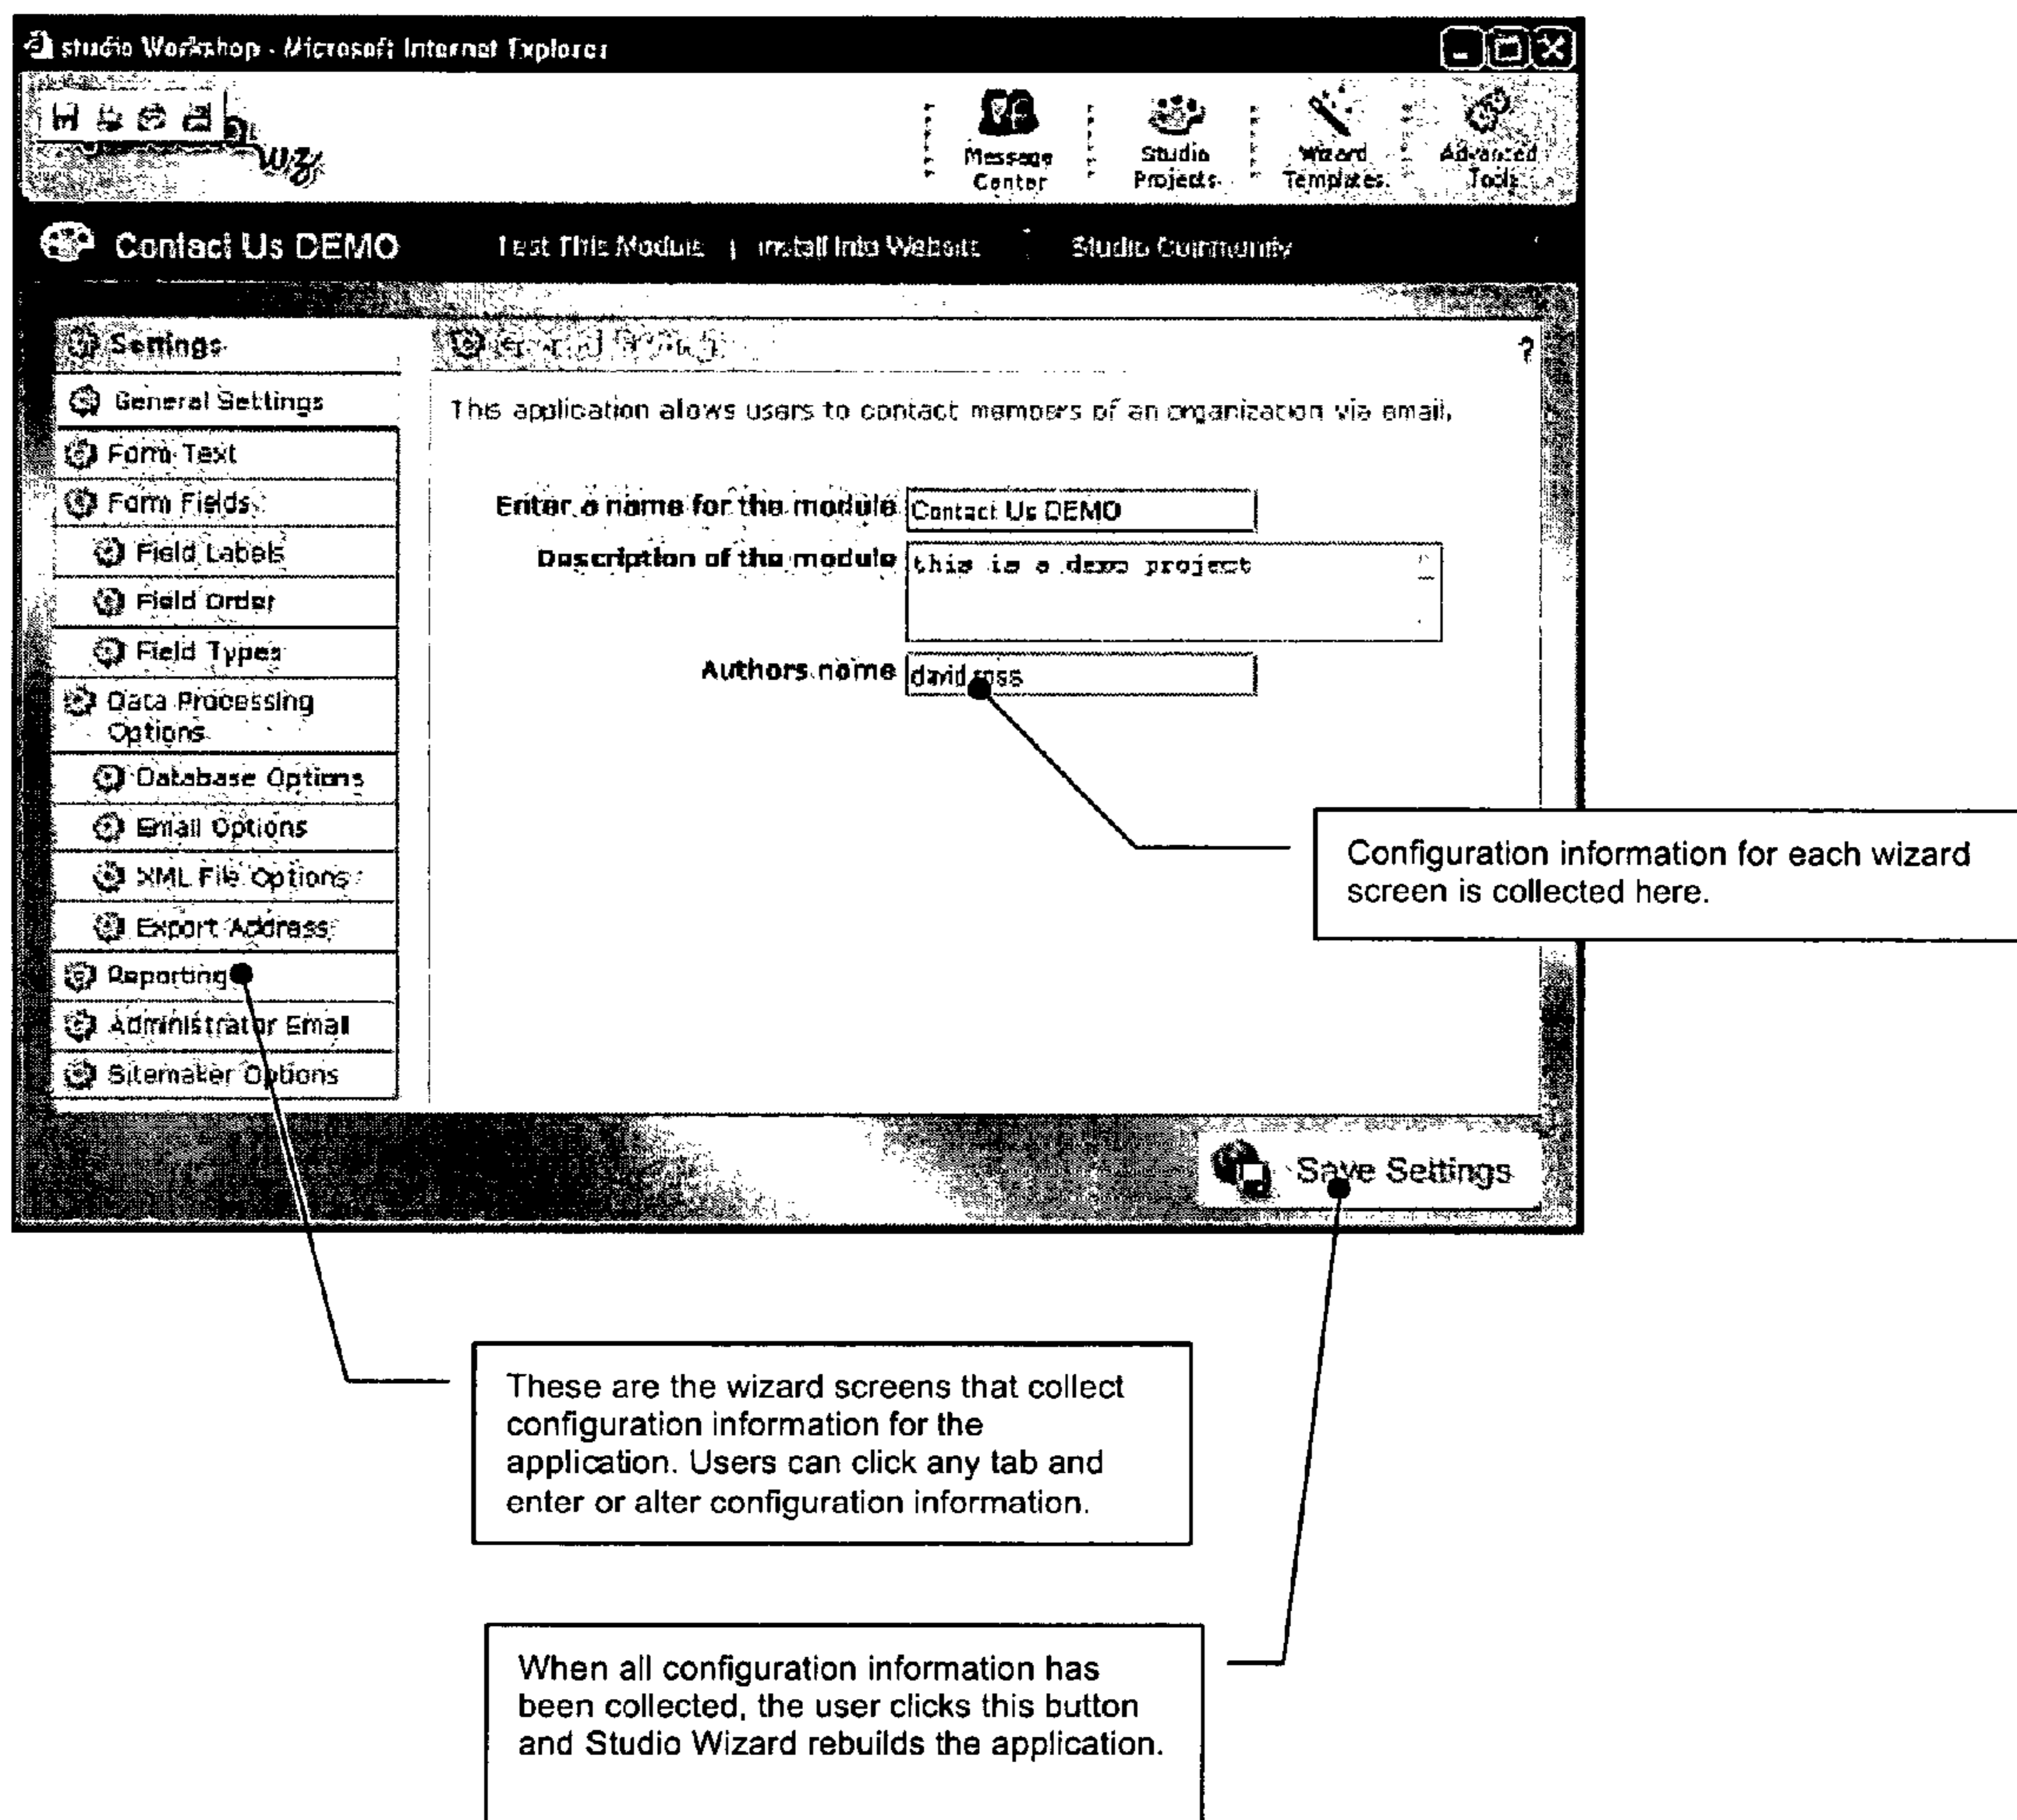 studio Workshop - Microsoft Internet Explorer
Message Center
Studio Projects
Wizard Templates
Advanced Tools
Contact Us DEMO
Test This Module | Install Into Website
Studio Community
Settings
?
General Settings
This application alows users to contact members of an organization via email.
Form Text
Form Fields
Enter a name for the module
Contact Us DEMO
Field Labels
Description of the module
this is a demo project
Field Order
Field Types
Authors name
david ross
Data Processing
Options
Database Options
Email Options
XML File Options
Export Address
Reporting
Administrator Email
Sitemaker Options
Save Settings
Configuration information for each wizard
screen is collected here.
These are the wizard screens that collect
configuration information for the
application. Users can click any tab and
enter or alter configuration information.
When all configuration information has
been collected, the user clicks this button
and Studio Wizard rebuilds the application.